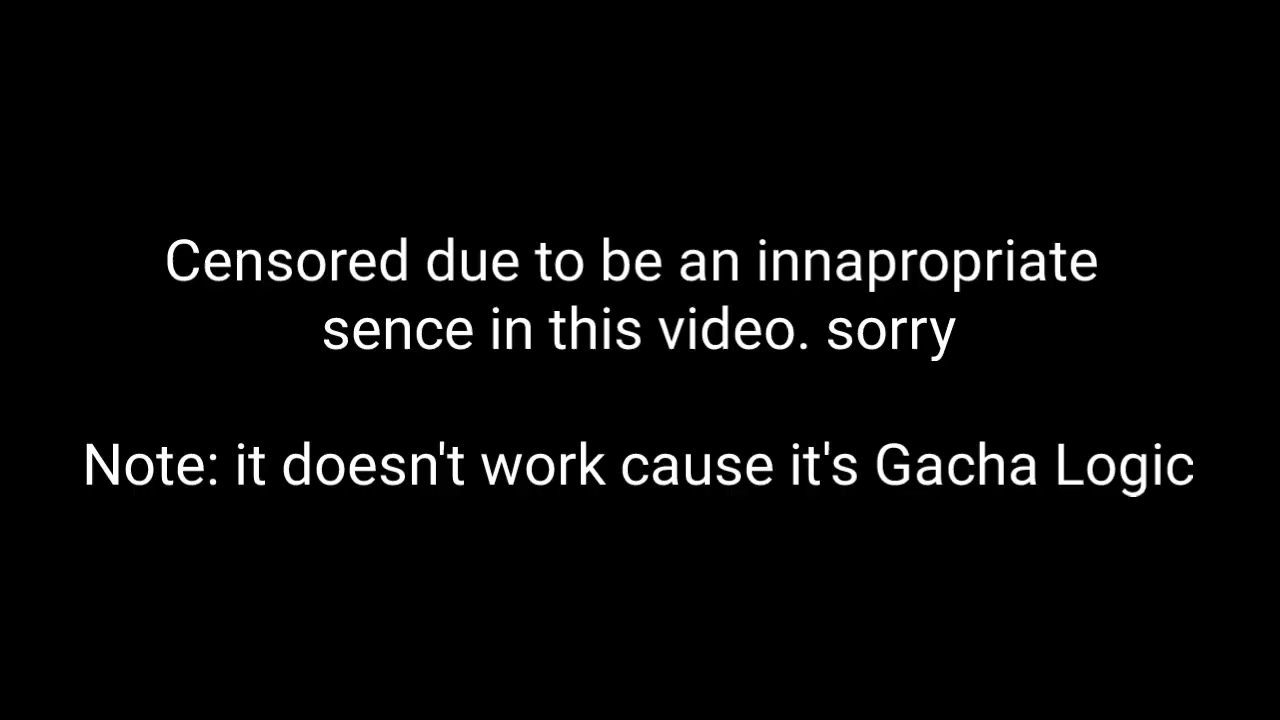 Censored due to be an innapropriate
sence in this video. sorry
Note: it doesn't work cause it's Gacha Logic